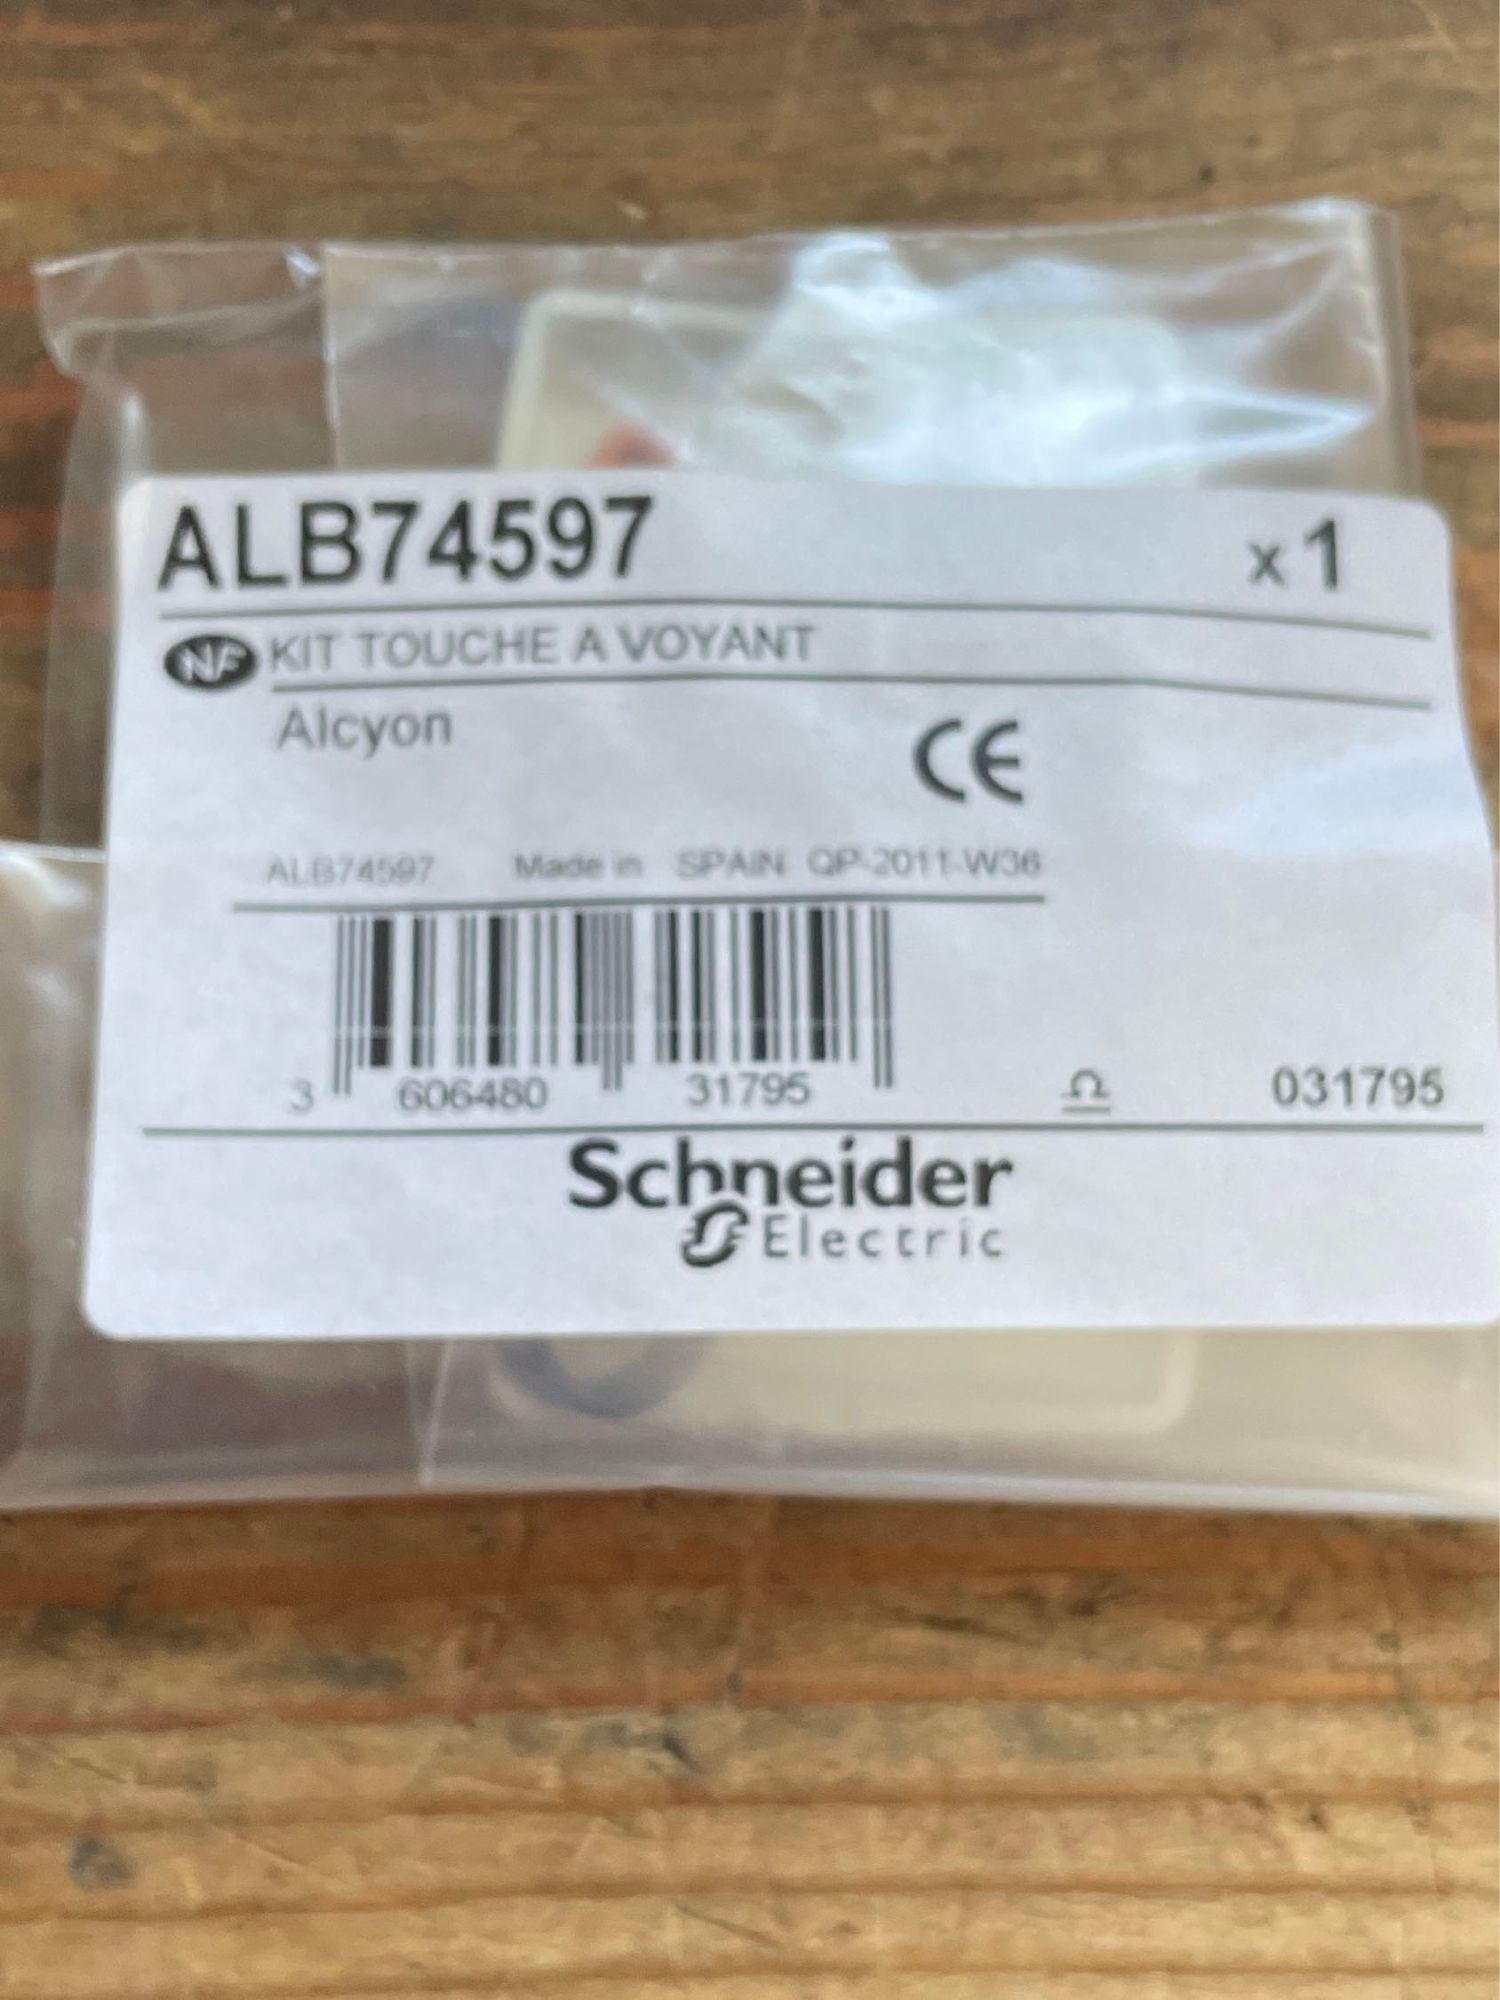 ALB74597 x 1
NF KIT TOUCHE A VOYANT
Alcyon
CE
ALB74597 Made in SPAIN QP-2011-W36
3 606480 31795
031795
Schneider
Electric